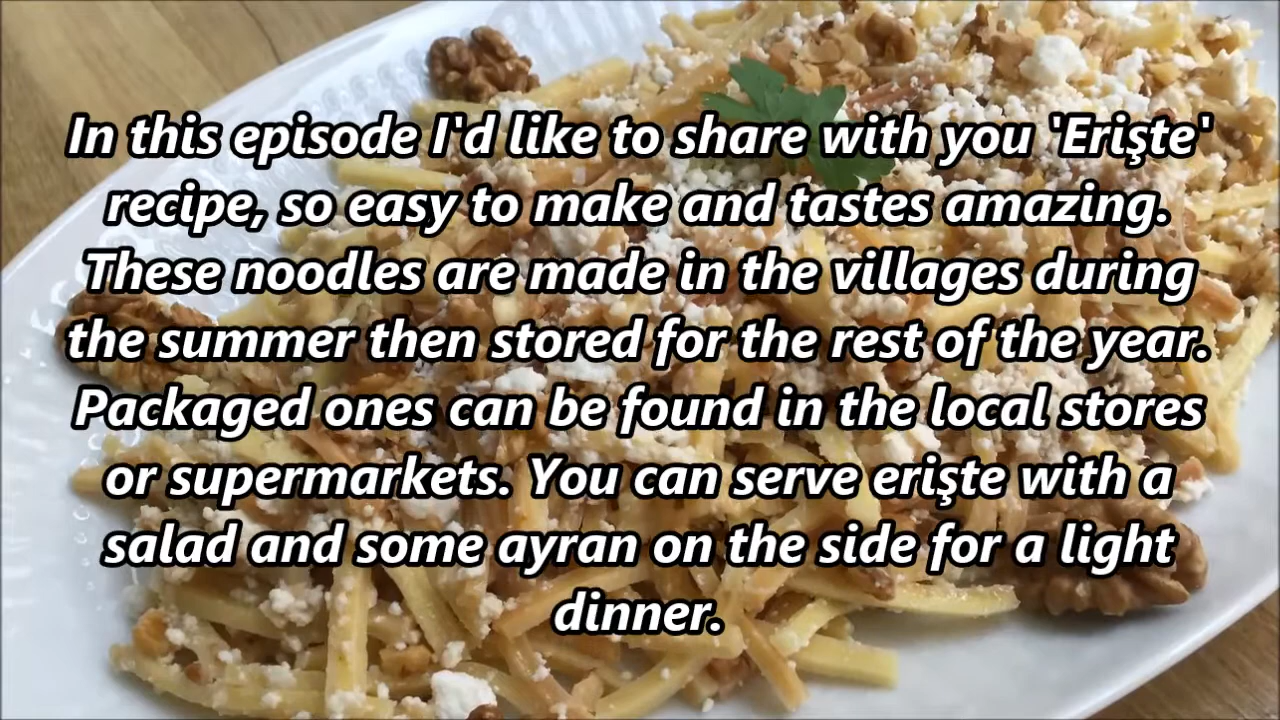 In this episode I'd like to share with you 'Erişte'
recipe, so easy to make and tastes amazing.
These noodles are made in the villages during
the summer then stored for the rest of the year.
Packaged ones can be found in the local stores
or supermarkets. You can serve erişte with a
salad and some ayran on the side for a light
dinner.